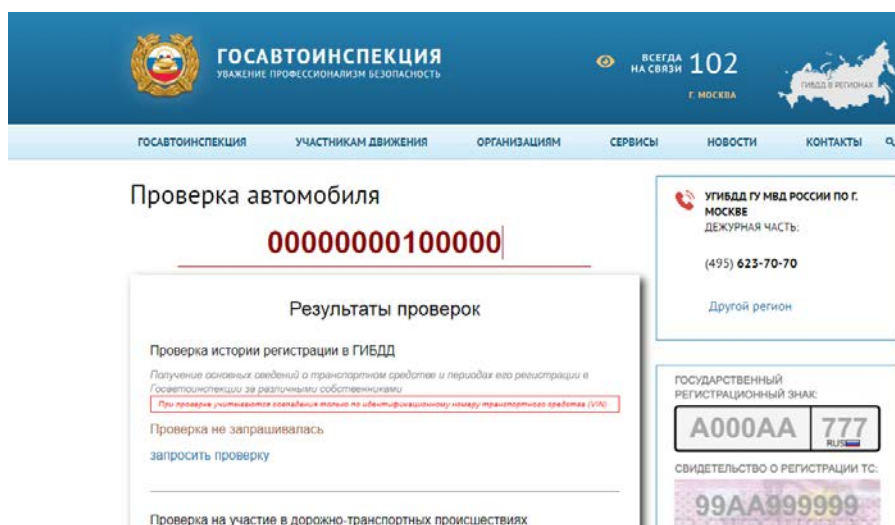 ГОСАВТОИНСПЕКЦИЯ
УВАЖЕНИЕ ПРОФЕССИОНАЛИЗМ БЕЗОПАСНОСТЬ
ВСЕГДА
НА СВЯЗИ 102
Г. МОСКВА
ГИБДД В РЕГИОНАХ
ГОСАВТОИНСПЕКЦИЯ УЧАСТНИКАМ ДВИЖЕНИЯ ОРГАНИЗАЦИЯМ СЕРВИСЫ НОВОСТИ КОНТАКТЫ
Проверка автомобиля
00000000100000
Результаты проверок
Проверка истории регистрации в ГИБДД
Получение основных сведений о транспортном средстве и периодах его регистрации в
Госавтоинспекции за различными собственниками
При проверке учитываются совпадения только по идентификационному номеру транспортного средства (VIN)
Проверка не запрашивалась
запросить проверку
Проверка на участие в дорожно-транспортных происшествиях
УГИБДД ГУ МВД РОССИИ ПО Г.
МОСКВЕ
ДЕЖУРНАЯ ЧАСТЬ:
(495) 623-70-70
Другой регион
ГОСУДАРСТВЕННЫЙ
РЕГИСТРАЦИОННЫЙ ЗНАК:
А000АА 777
RUS
СВИДЕТЕЛЬСТВО О РЕГИСТРАЦИИ ТС:
99АА999999